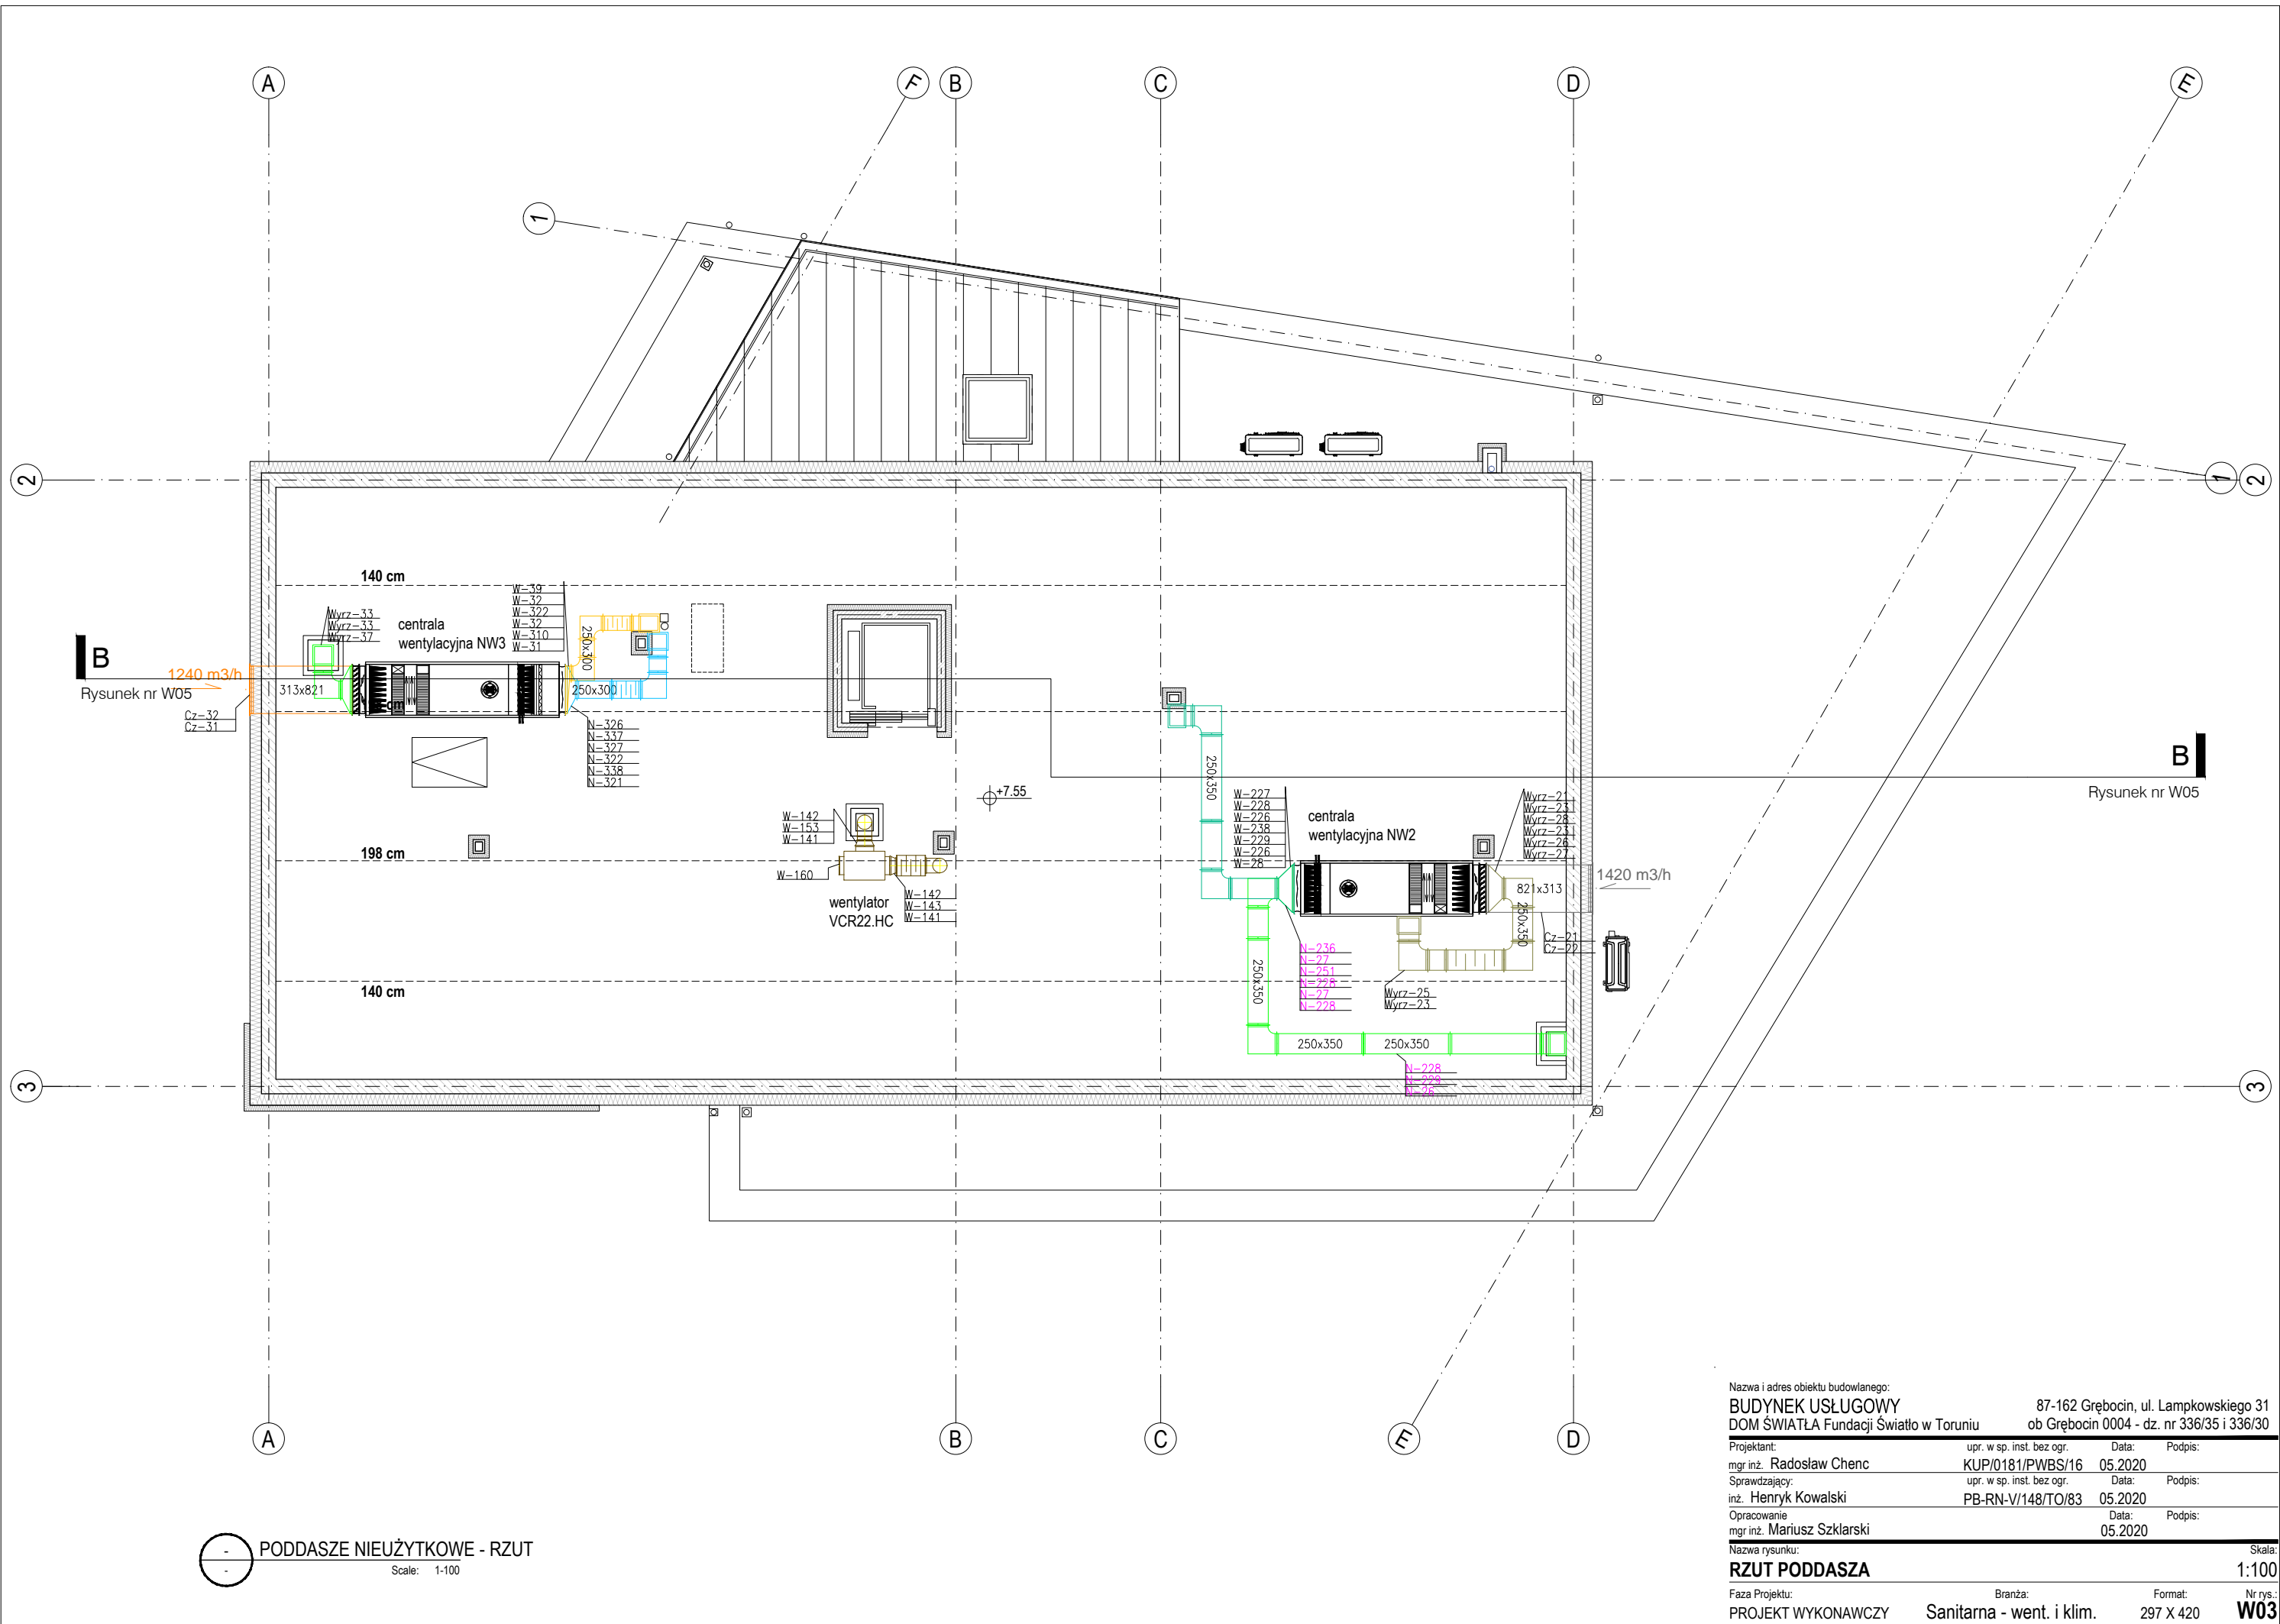 A
F
B
C
D
E
1
2
1
2
140 cm
W-39
W-32
W-322
W-32
W-310
W-31
Wyrz-33
Wyrz-33
Wyrz-37
centrala
wentylacyjna NW3
250x300
B
Rysunek nr W05
1240 m3/h
313x821
250x300
cm
Cz-32
Cz-31
N-326
N-337
N-327
N-322
N-338
N-321
250x350
B
Rysunek nr W05
+7.55
W-142
W-153
W-141
W-227
W-228
W-226
W-238
W-229
W-226
W-28
centrala
wentylacyjna NW2
Wyrz-21
Wyrz-23
Wyrz-28
Wyrz-23
Wyrz-26
Wyrz-27
198 cm
W-160
wentylator
VCR22.HC
W-142
W-143
W-141
1420 m3/h
821x313
250x350
Cz-21
Cz-22
N-236
N-27
N-251
N-228
N-27
N-228
Wyrz-25
Wyrz-23
140 cm
250x350
250x350
250x350
N-228
N-229
N-26
3
3
A
B
C
E
D
-
-
PODDASZE NIEUŻYTKOWE - RZUT
Scale: 1-100
Nazwa i adres obiektu budowlanego:
BUDYNEK USŁUGOWY 87-162 Grębocin, ul. Lampkowskiego 31
DOM ŚWIATŁA Fundacji Światło w Toruniu ob Grębocin 0004 - dz. nr 336/35 i 336/30
Projektant: upr. w sp. inst. bez ogr. Data: Podpis:
mgr inż. Radosław Chenc KUP/0181/PWBS/16 05.2020
Sprawdzający: upr. w sp. inst. bez ogr. Data: Podpis:
inż. Henryk Kowalski PB-RN-V/148/TO/83 05.2020
Opracowanie Data: Podpis:
mgr inż. Mariusz Szklarski 05.2020
Nazwa rysunku: Skala:
RZUT PODDASZA 1:100
Faza Projektu: Branża: Format: Nr rys.:
PROJEKT WYKONAWCZY Sanitarna - went. i klim. 297 X 420 W03